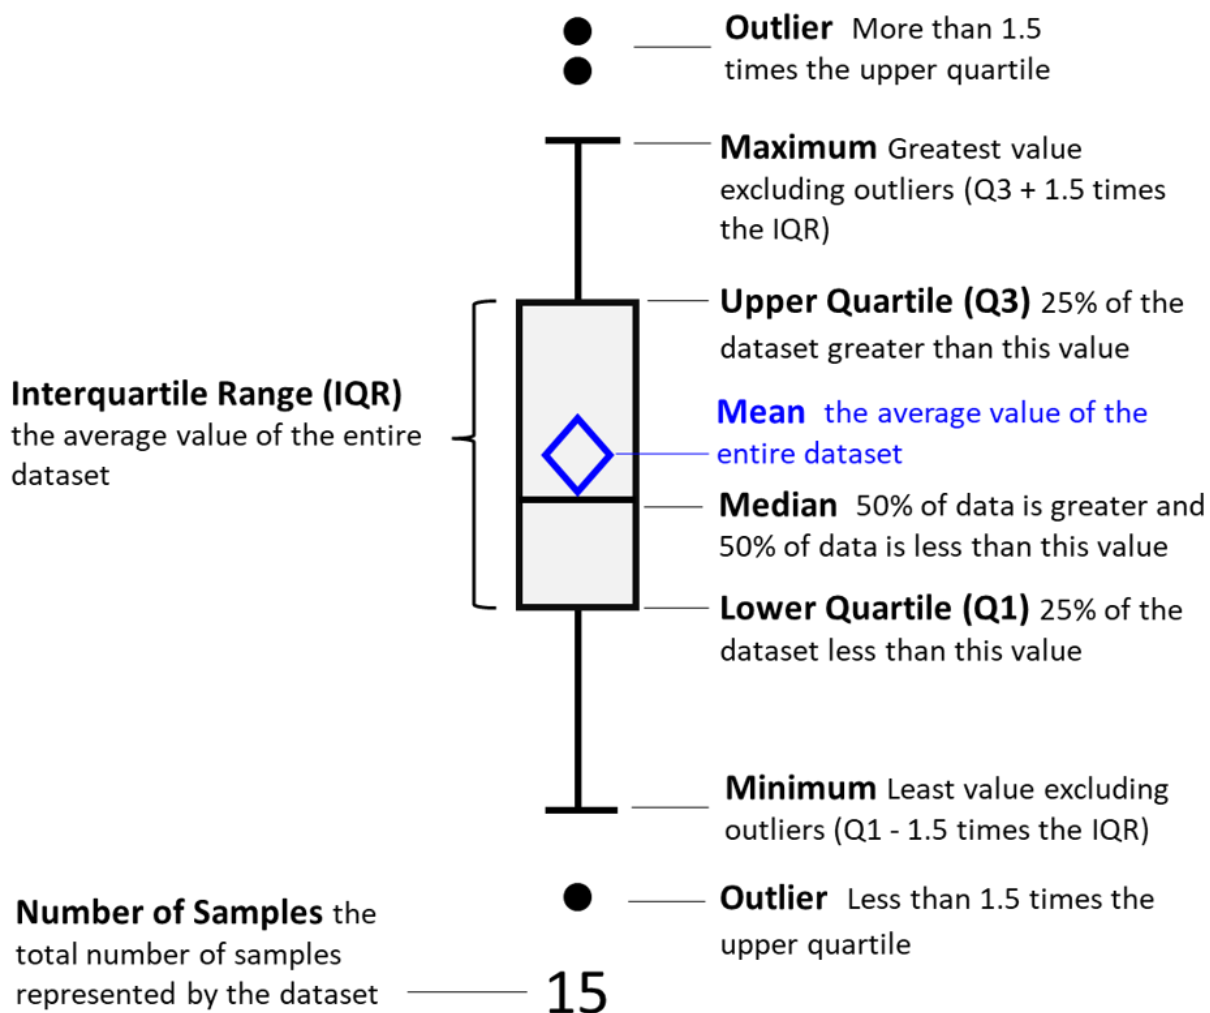 Outlier More than 1.5
times the upper quartile
Maximum Greatest value
excluding outliers (Q3 + 1.5 times
the IQR)
Upper Quartile (Q3) 25% of the
dataset greater than this value
Interquartile Range (IQR)
the average value of the entire
dataset
Mean the average value of the
entire dataset
Median 50% of data is greater and
50% of data is less than this value
Lower Quartile (Q1) 25% of the
dataset less than this value
Minimum Least value excluding
outliers (Q1 - 1.5 times the IQR)
Outlier Less than 1.5 times the
upper quartile
Number of Samples the
total number of samples
represented by the dataset
15